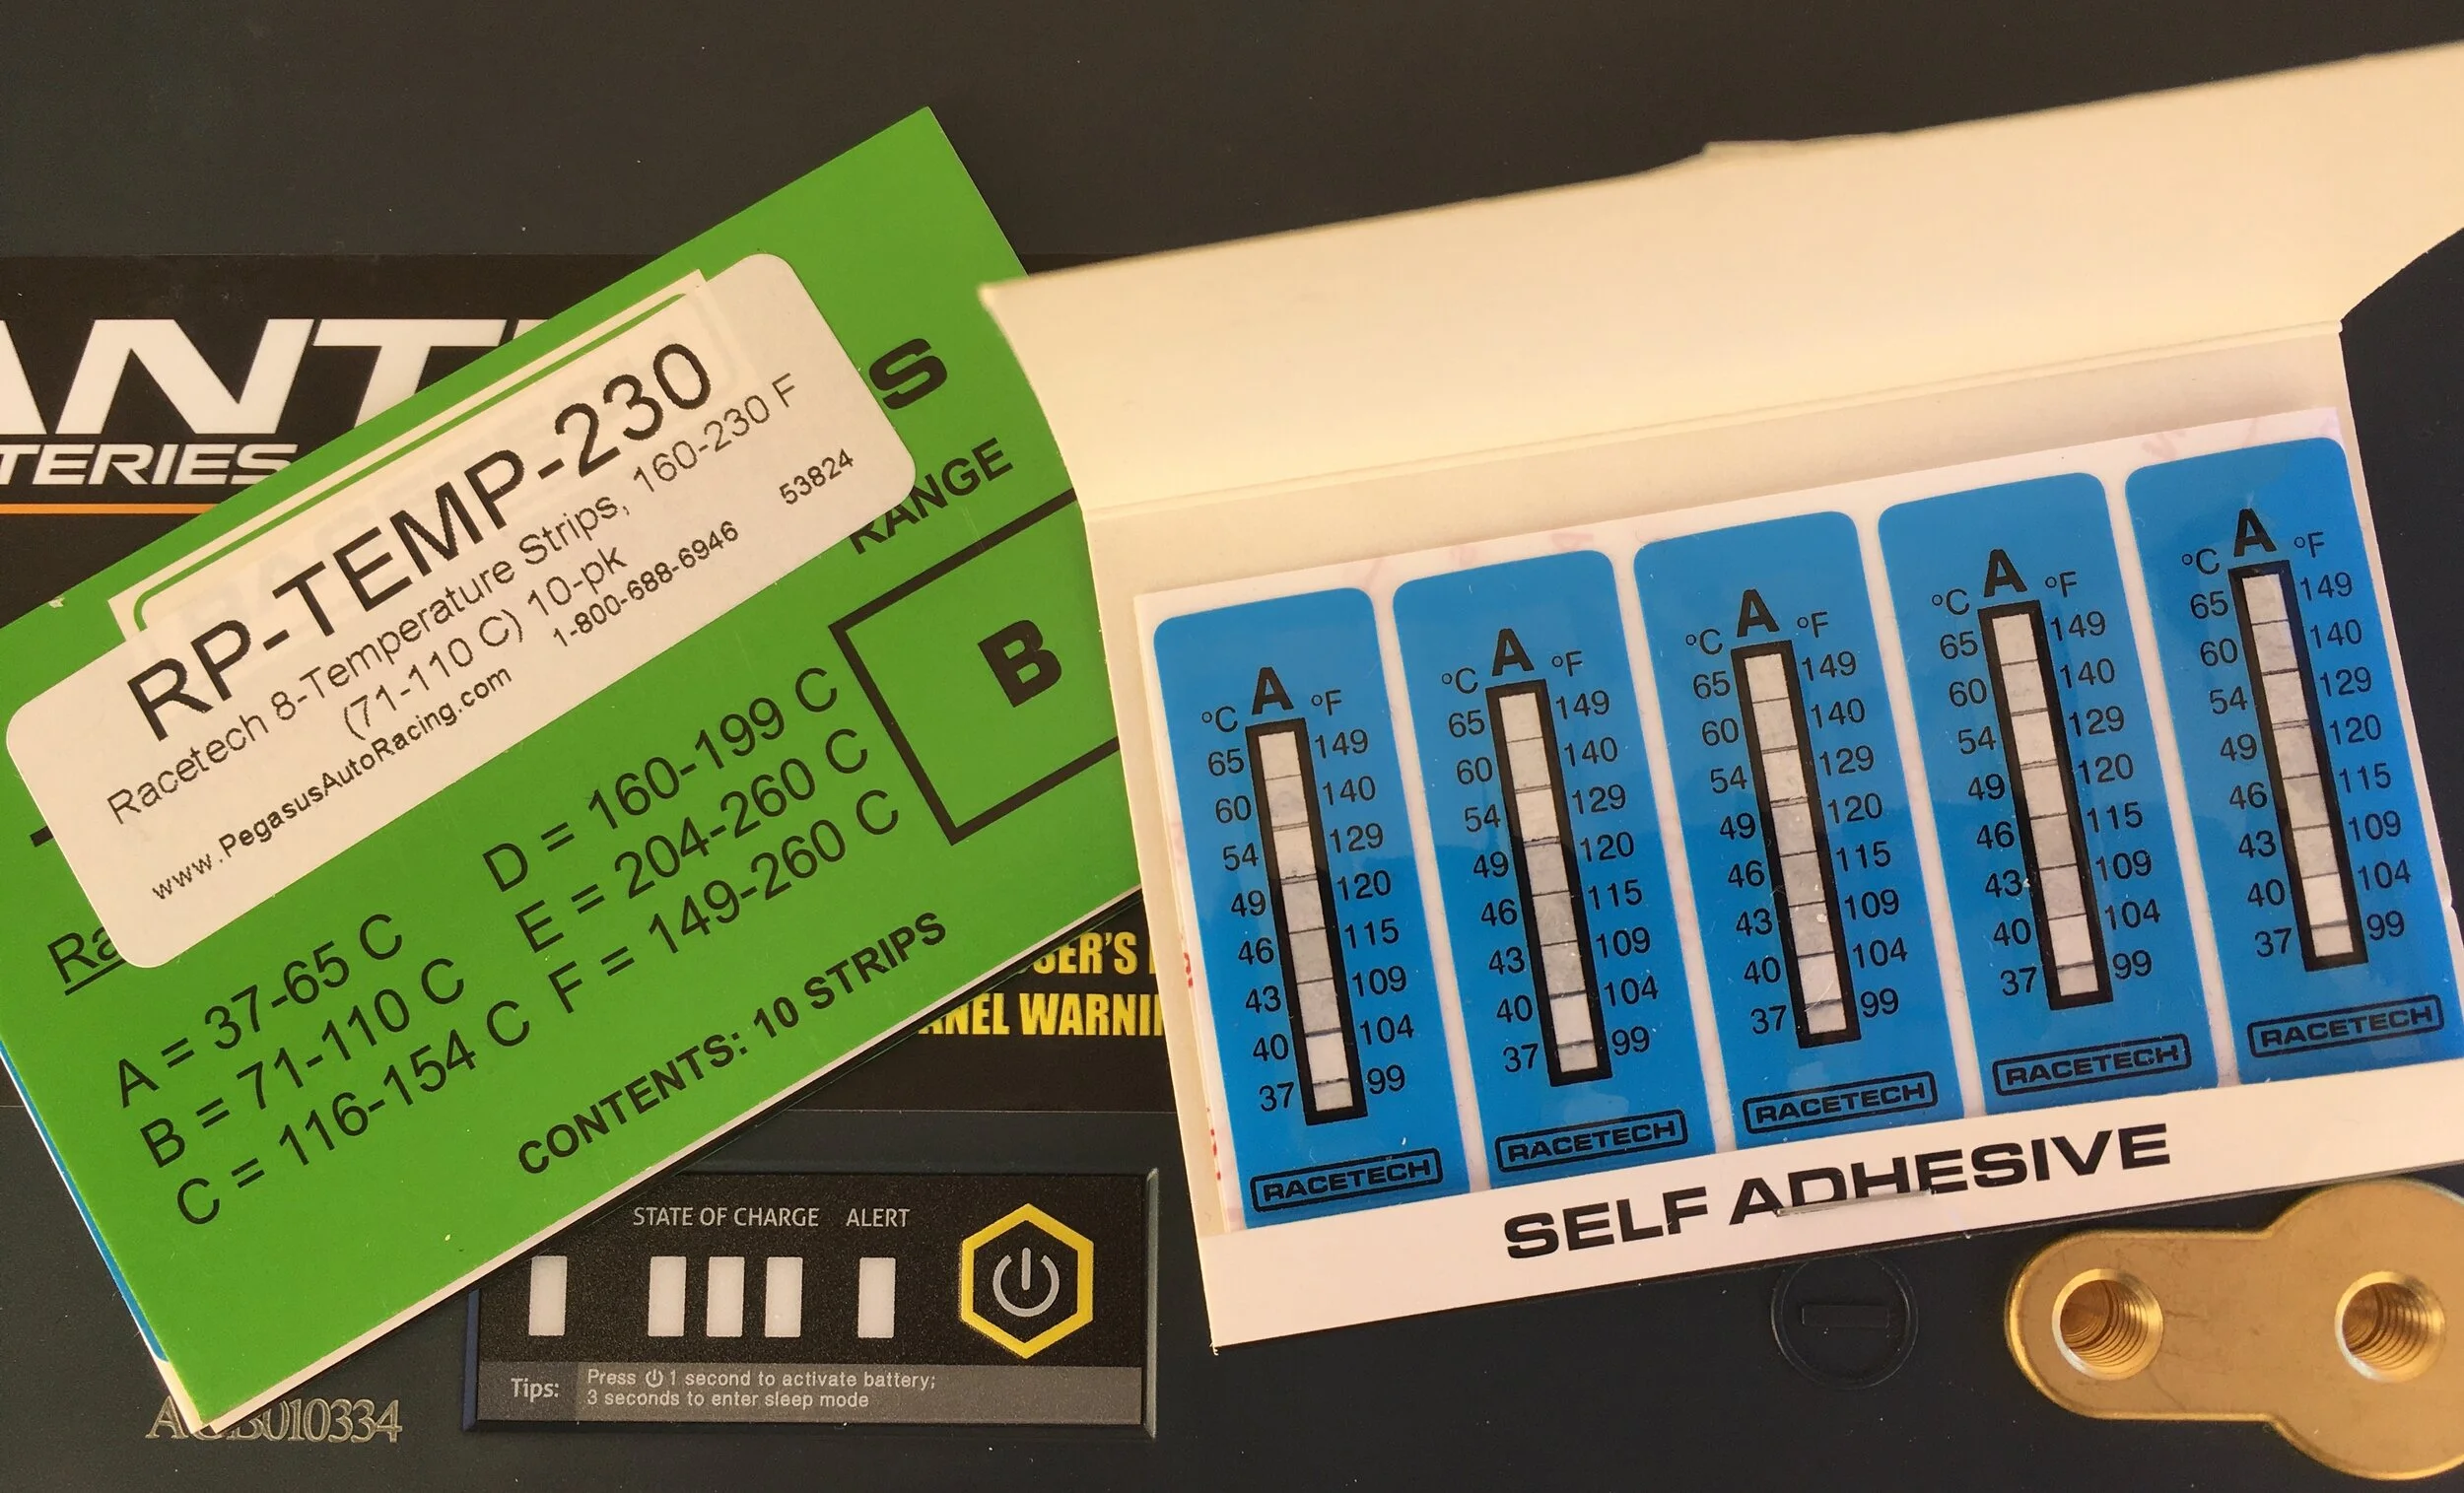 ANT
TERIES
RP-TEMP-230
Racetech 8-Temperature Strips, 160-230 F
(71-110 C) 10-pk
www.PegasusAutoRacing.com 1-800-688-6946 53824
S
RANGE
B
Ra
A = 37-65 C
B = 71-110 C
C = 116-154 C
D = 160-199 C
E = 204-260 C
F = 149-260 C
CONTENTS: 10 STRIPS
SER'S
NEL WARNI
STATE OF CHARGE ALERT
Tips: Press 1 second to activate battery;
3 seconds to enter sleep mode
010334
A
°C °F
65 149
60 140
54 129
49 120
46 115
43 109
40 104
37 99
RACETECH
A
°C °F
65 149
60 140
54 129
49 120
46 115
43 109
40 104
37 99
RACETECH
A
°C °F
65 149
60 140
54 129
49 120
46 115
43 109
40 104
37 99
RACETECH
A
°C °F
65 149
60 140
54 129
49 120
46 115
43 109
40 104
37 99
RACETECH
A
°C °F
65 149
60 140
54 129
49 120
46 115
43 109
40 104
37 99
RACETECH
SELF ADHESIVE